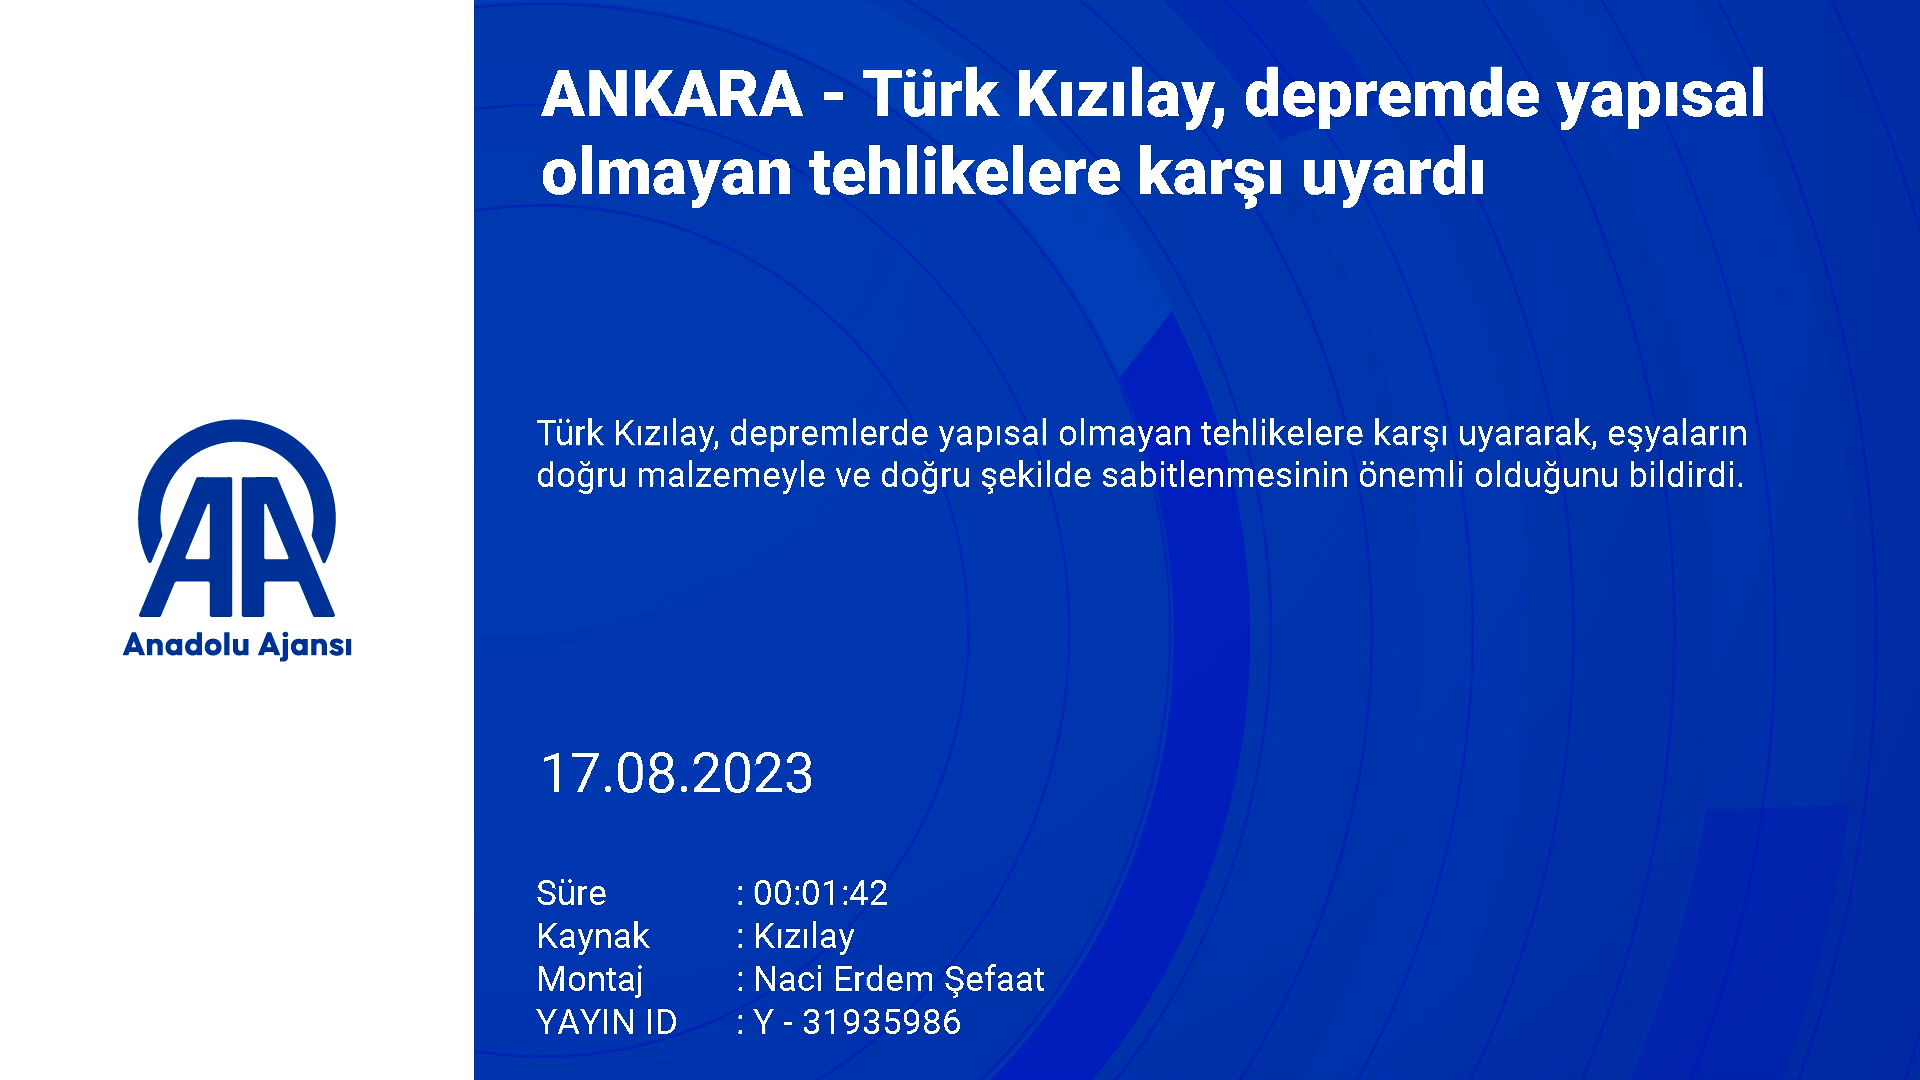 ANKARA - Türk Kızılay, depremde yapısal
olmayan tehlikelere karşı uyardı
Türk Kızılay, depremlerde yapısal olmayan tehlikelere karşı uyararak, eşyaların
doğru malzemeyle ve doğru şekilde sabitlenmesinin önemli olduğunu bildirdi.
AA
Anadolu Ajansı
17.08.2023
Süre : 00:01:42
Kaynak : Kızılay
Montaj : Naci Erdem Şefaat
YAYIN ID : Y - 31935986